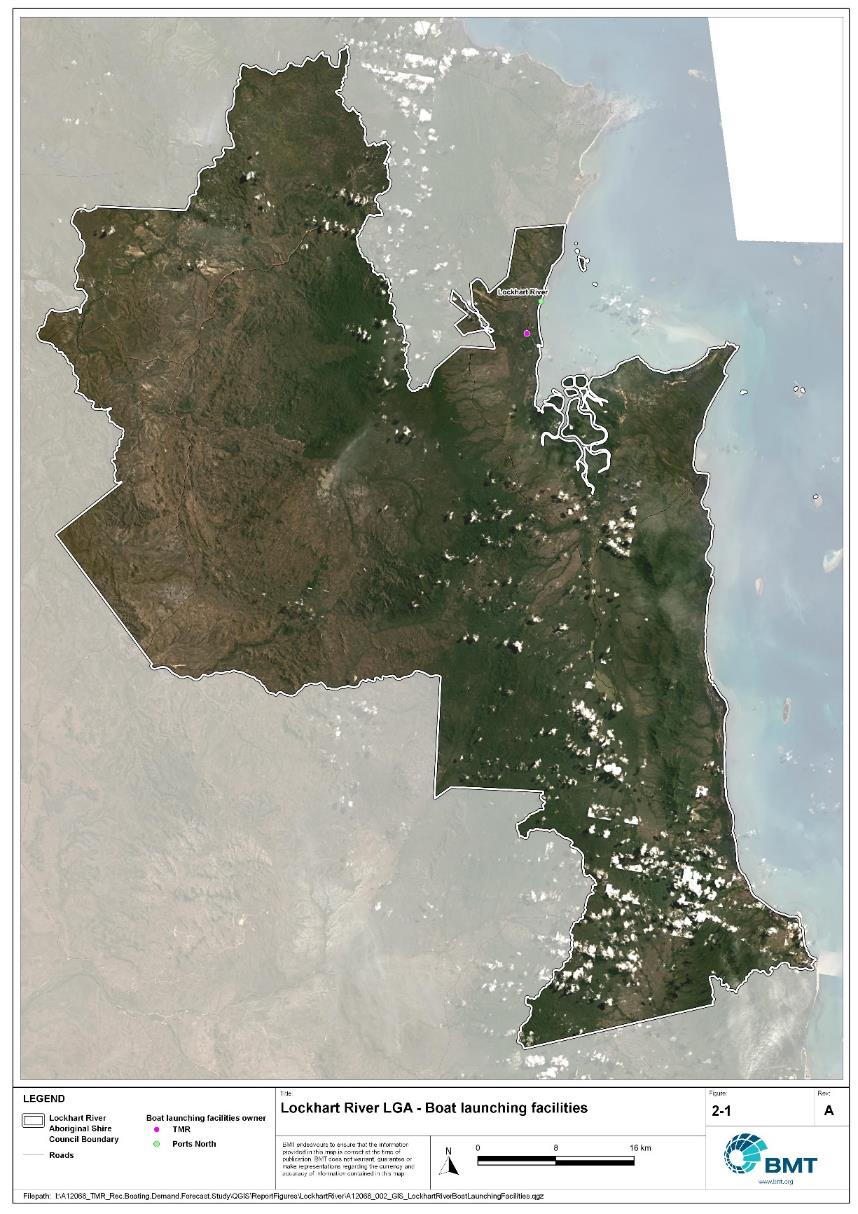 Lockhart River
LEGEND
Lockhart River
Aboriginal Shire
Council Boundary
Roads
Boat launching facilities owner
TMR
Ports North
Title:
Lockhart River LGA - Boat launching facilities
BMT endeavours to ensure that the information
provided in this map is correct at the time of
publication. BMT does not warrant, guarantee or
make representations regarding the currency and
accuracy of information contained in this map.
N
0 8 16 km
Figure:
2-1
Rev:
A
BMT
www.bmt.org
Filepath: I:\A12068_TMR_Rec.Boating.Demand.Forecast.Study\QGIS\ReportFigures\LockhartRiver\A12068_002_GIS_LockhartRiverBoatLaunchingFacilities.qgz